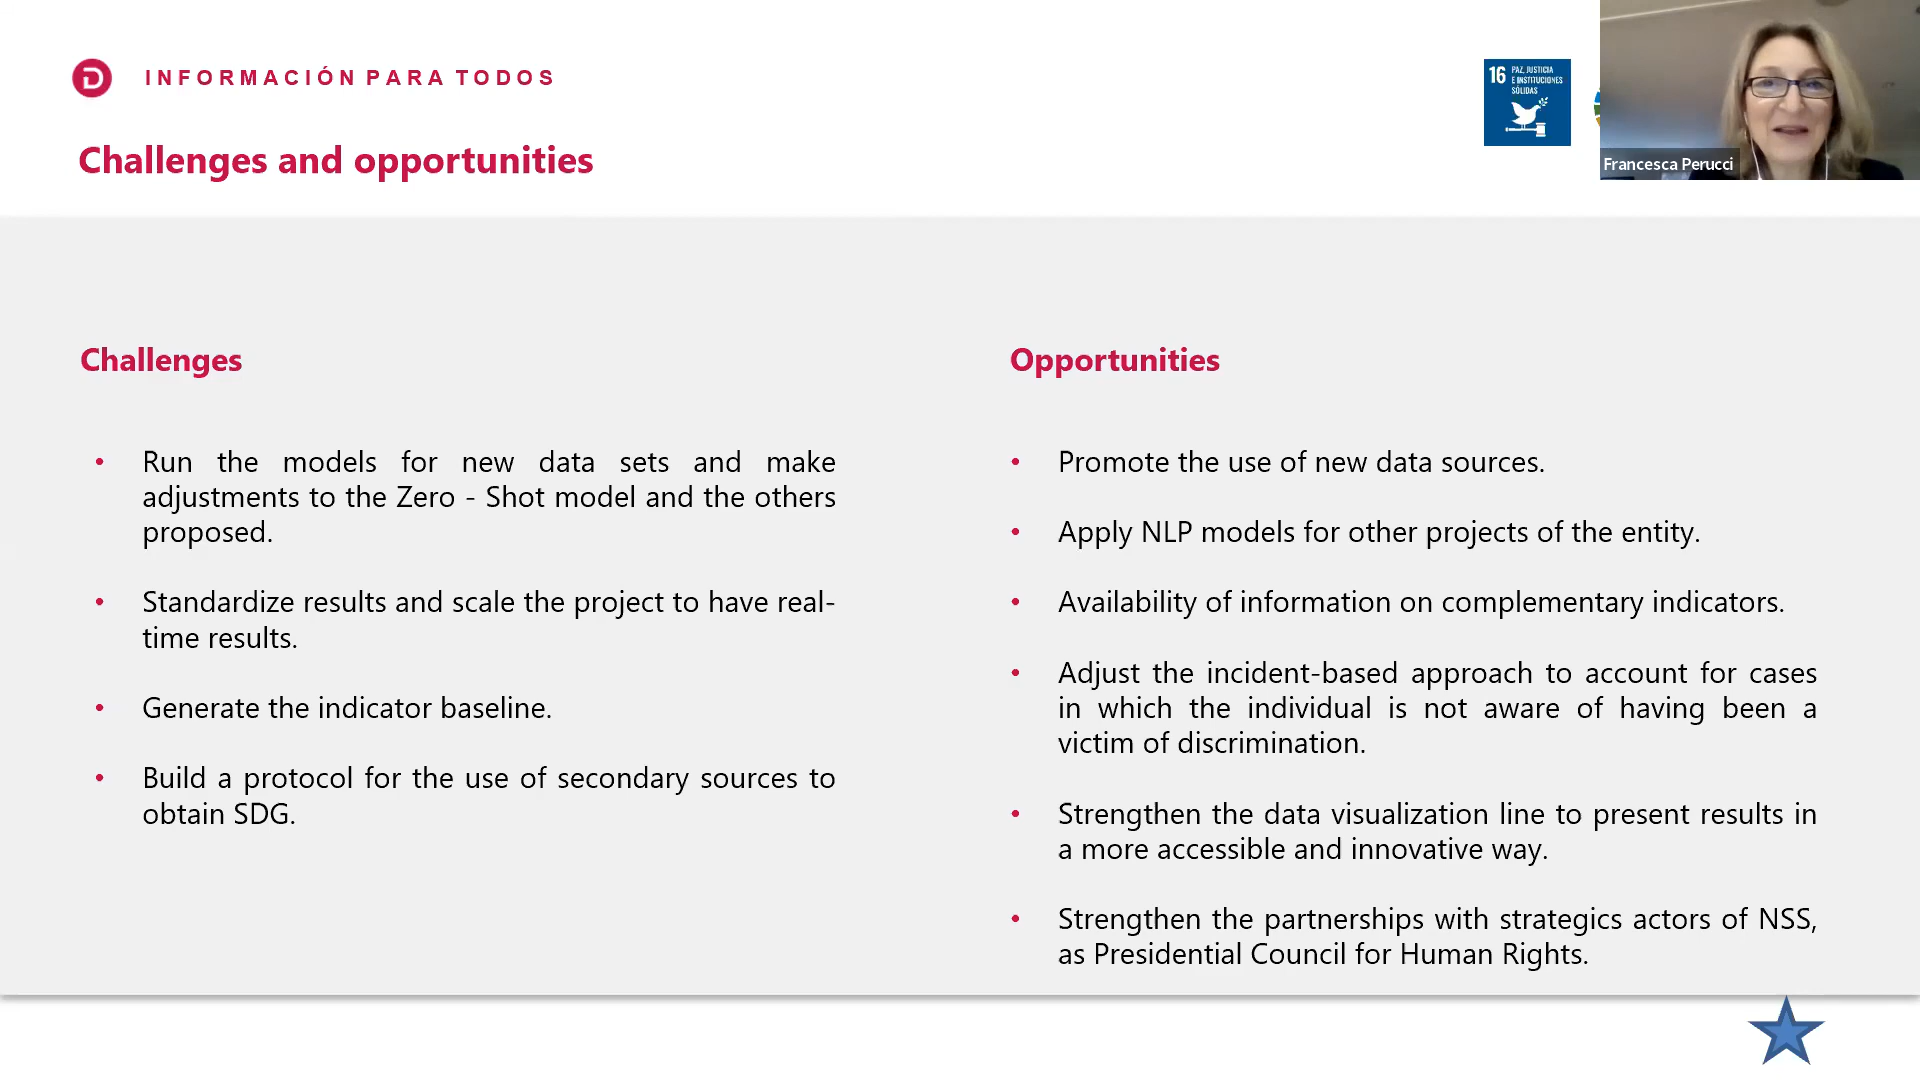 INFORMACIÓN PARA TODOS
Challenges and opportunities
16 PAZ, JUSTICIA
E INSTITUCIONES
SÓLIDAS
Francesca Perucci
Challenges
• Run the models for new data sets and make
adjustments to the Zero - Shot model and the others
proposed.
• Standardize results and scale the project to have real-
time results.
• Generate the indicator baseline.
• Build a protocol for the use of secondary sources to
obtain SDG.
Opportunities
• Promote the use of new data sources.
• Apply NLP models for other projects of the entity.
• Availability of information on complementary indicators.
• Adjust the incident-based approach to account for cases
in which the individual is not aware of having been a
victim of discrimination.
• Strengthen the data visualization line to present results in
a more accessible and innovative way.
• Strengthen the partnerships with strategics actors of NSS,
as Presidential Council for Human Rights.